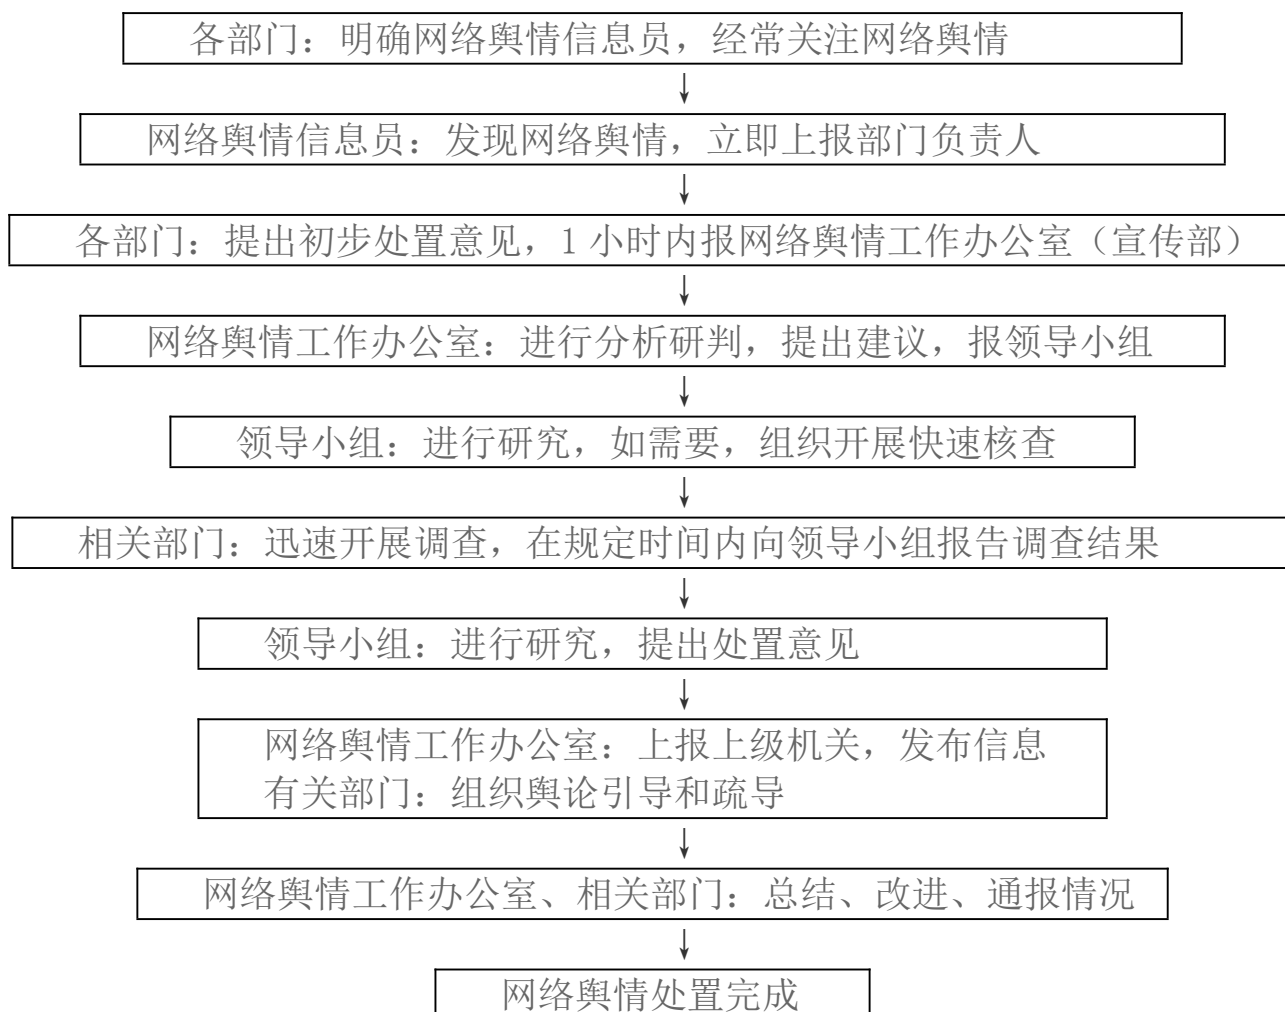 各部门：明确网络舆情信息员，经常关注网络舆情
网络舆情信息员：发现网络舆情，立即上报部门负责人
各部门：提出初步处置意见，1 小时内报网络舆情工作办公室（宣传部）
网络舆情工作办公室：进行分析研判，提出建议，报领导小组
领导小组：进行研究，如需要，组织开展快速核查
相关部门：迅速开展调查，在规定时间内向领导小组报告调查结果
领导小组：进行研究，提出处置意见
网络舆情工作办公室：上报上级机关，发布信息
有关部门：组织舆论引导和疏导
网络舆情工作办公室、相关部门：总结、改进、通报情况
网络舆情处置完成